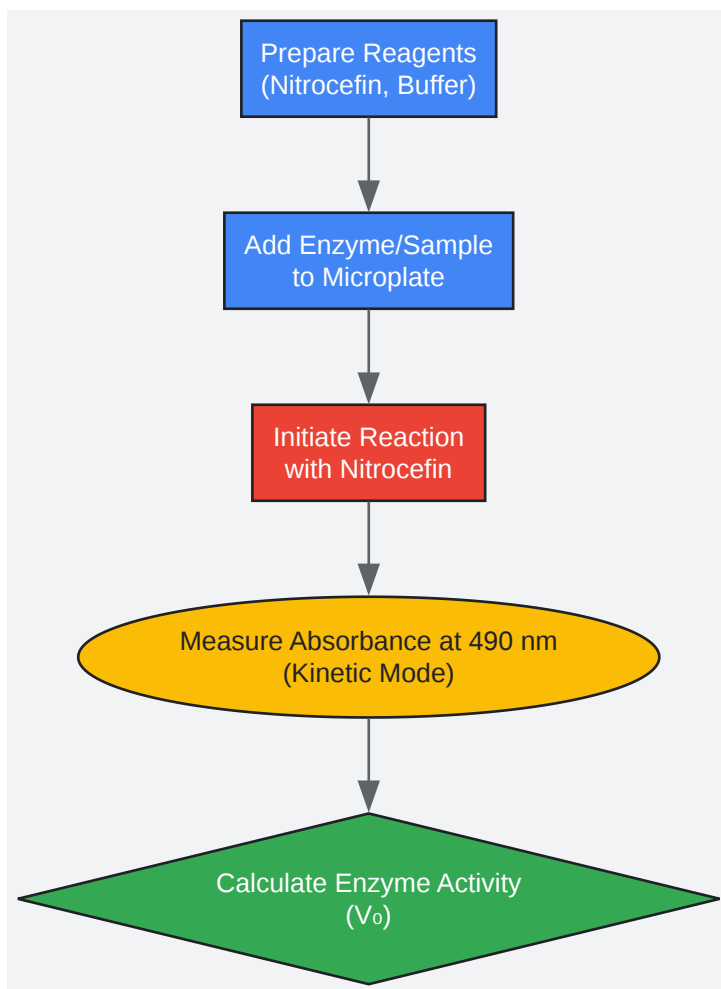 Prepare Reagents
(Nitrocefin, Buffer)
Add Enzyme/Sample
to Microplate
Initiate Reaction
with Nitrocefin
Measure Absorbance at 490 nm
(Kinetic Mode)
Calculate Enzyme Activity
(V₀)